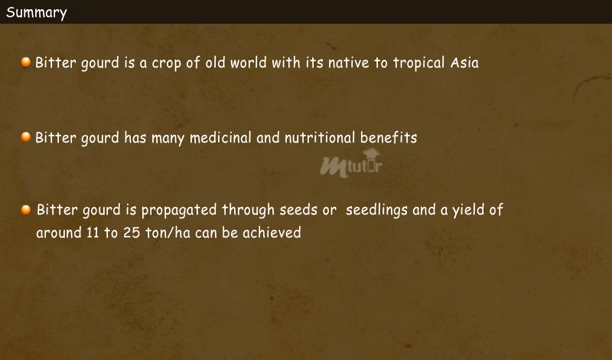 Summary
Bitter gourd is a crop of old world with its native to tropical Asia
Bitter gourd has many medicinal and nutritional benefits
Mtutor
Bitter gourd is propagated through seeds or seedlings and a yield of
around 11 to 25 ton/ha can be achieved